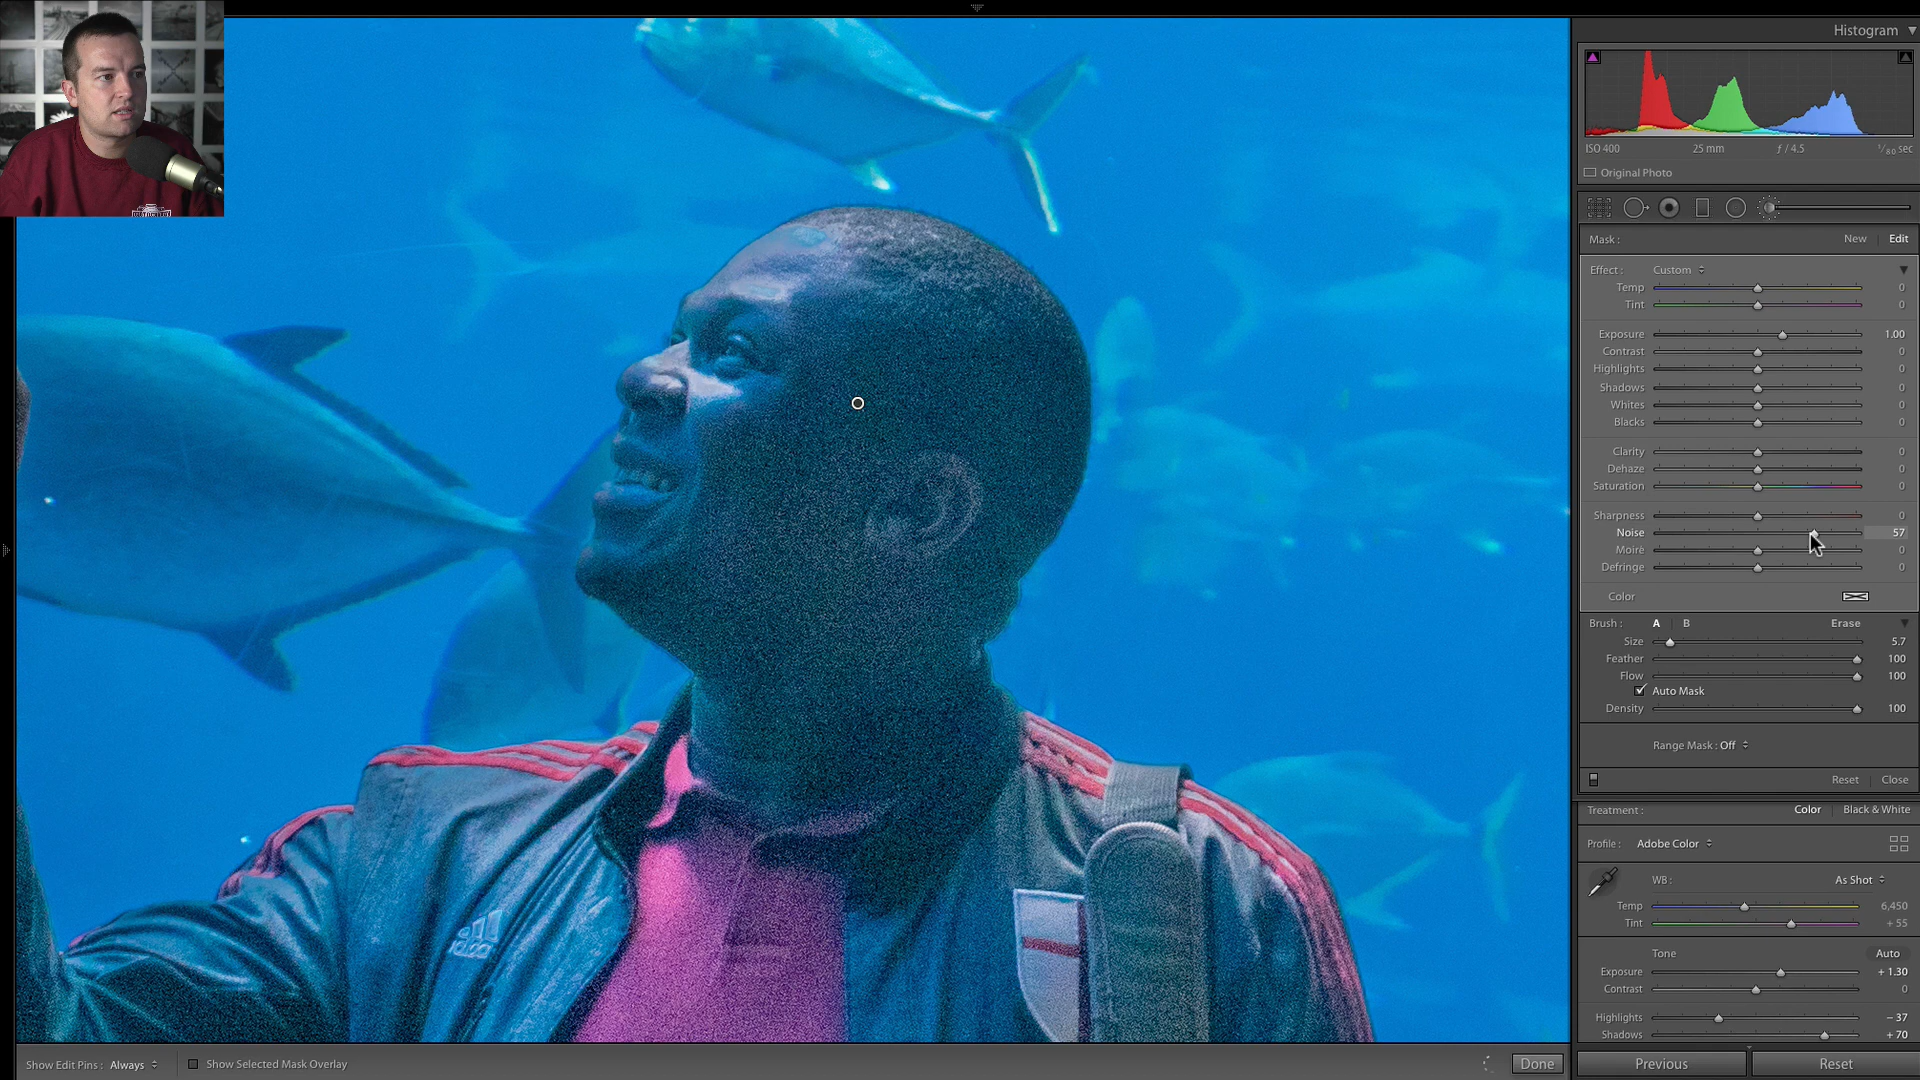 Histogram
ISO 400 25 mm ƒ / 4.5 1/80 sec
Original Photo
Mask : New Edit
Effect : Custom
Temp 0
Tint 0
Exposure 1.00
Contrast 0
Highlights 0
Shadows 0
Whites 0
Blacks 0
Clarity 0
Dehaze 0
Saturation 0
Sharpness 0
Noise 57
Moiré 0
Defringe 0
Color
Brush : A B Erase
Size 5.7
Feather 100
Flow 100
Auto Mask
Density 100
Range Mask : Off
Reset Close
Treatment : Color Black & White
Profile : Adobe Color
WB : As Shot
Temp 6,450
Tint + 55
Tone Auto
Exposure + 1.30
Contrast 0
Highlights − 37
Shadows + 70
Previous Reset
Show Edit Pins : Always Show Selected Mask Overlay Done
adidas